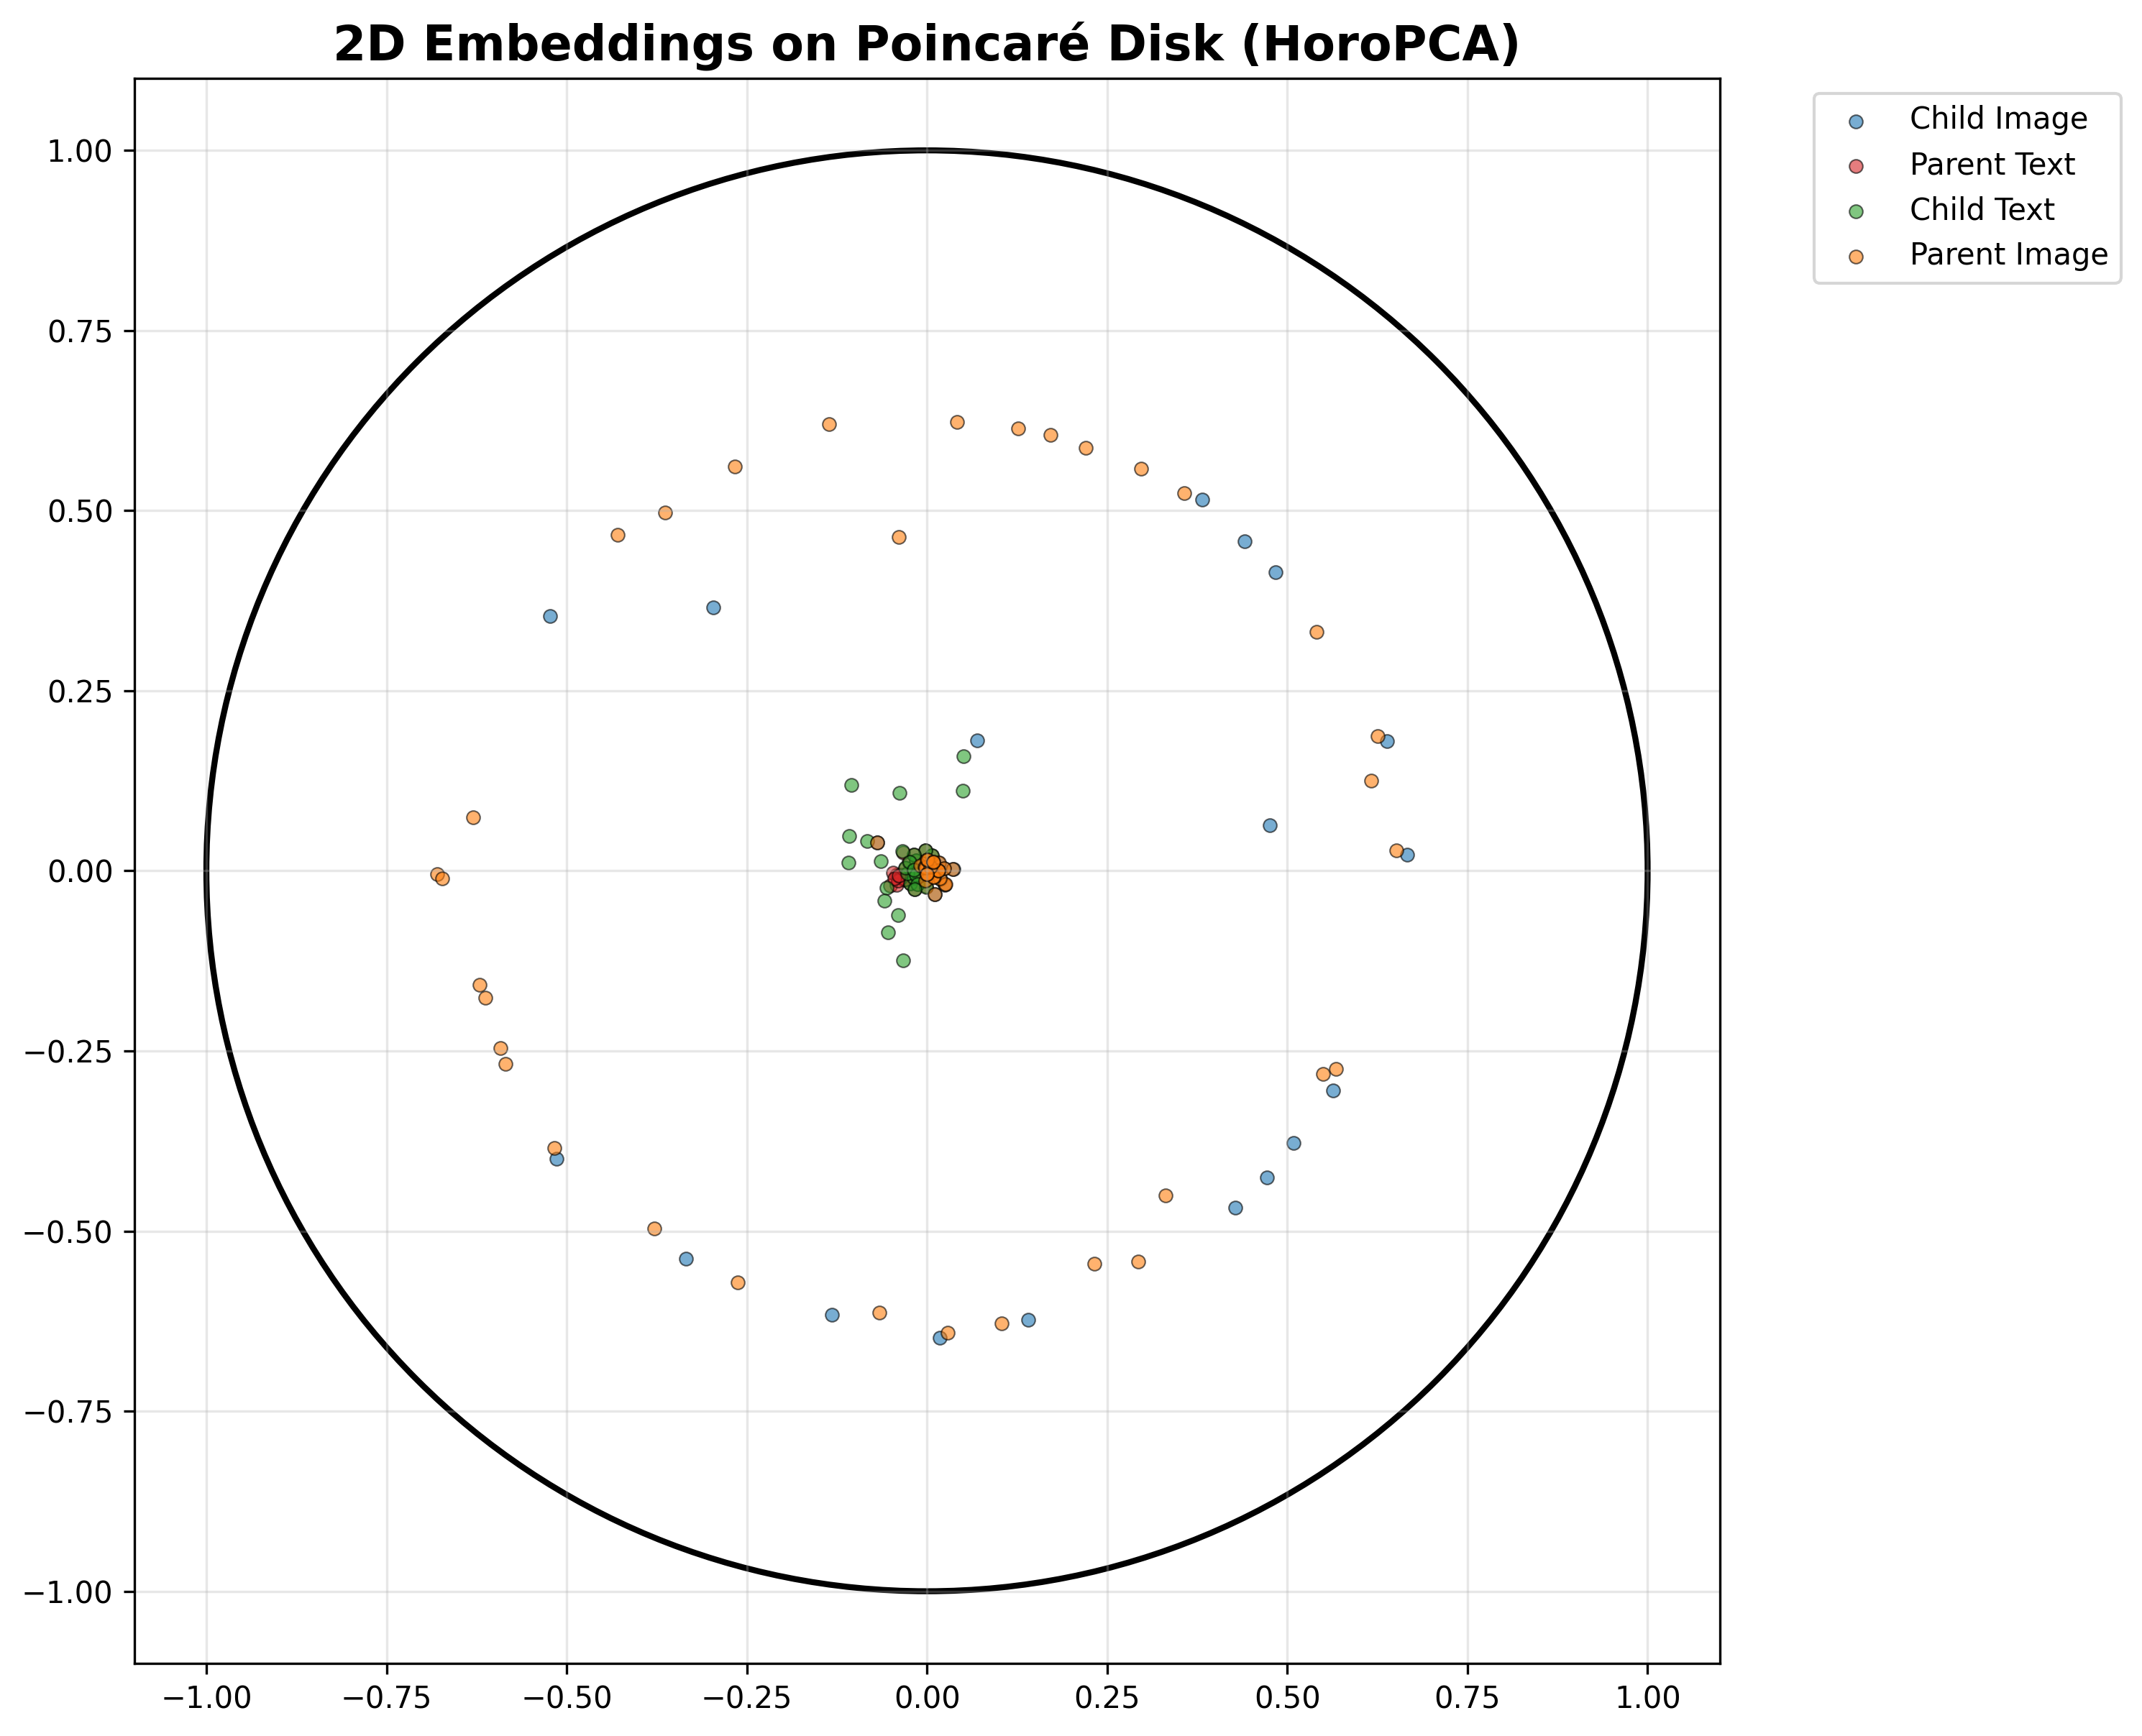 2D Embeddings on Poincaré Disk (HoroPCA)
Child Image
Parent Text
Child Text
Parent Image
1.00
0.75
0.50
0.25
0.00
−0.25
−0.50
−0.75
−1.00
−1.00 −0.75 −0.50 −0.25 0.00 0.25 0.50 0.75 1.00